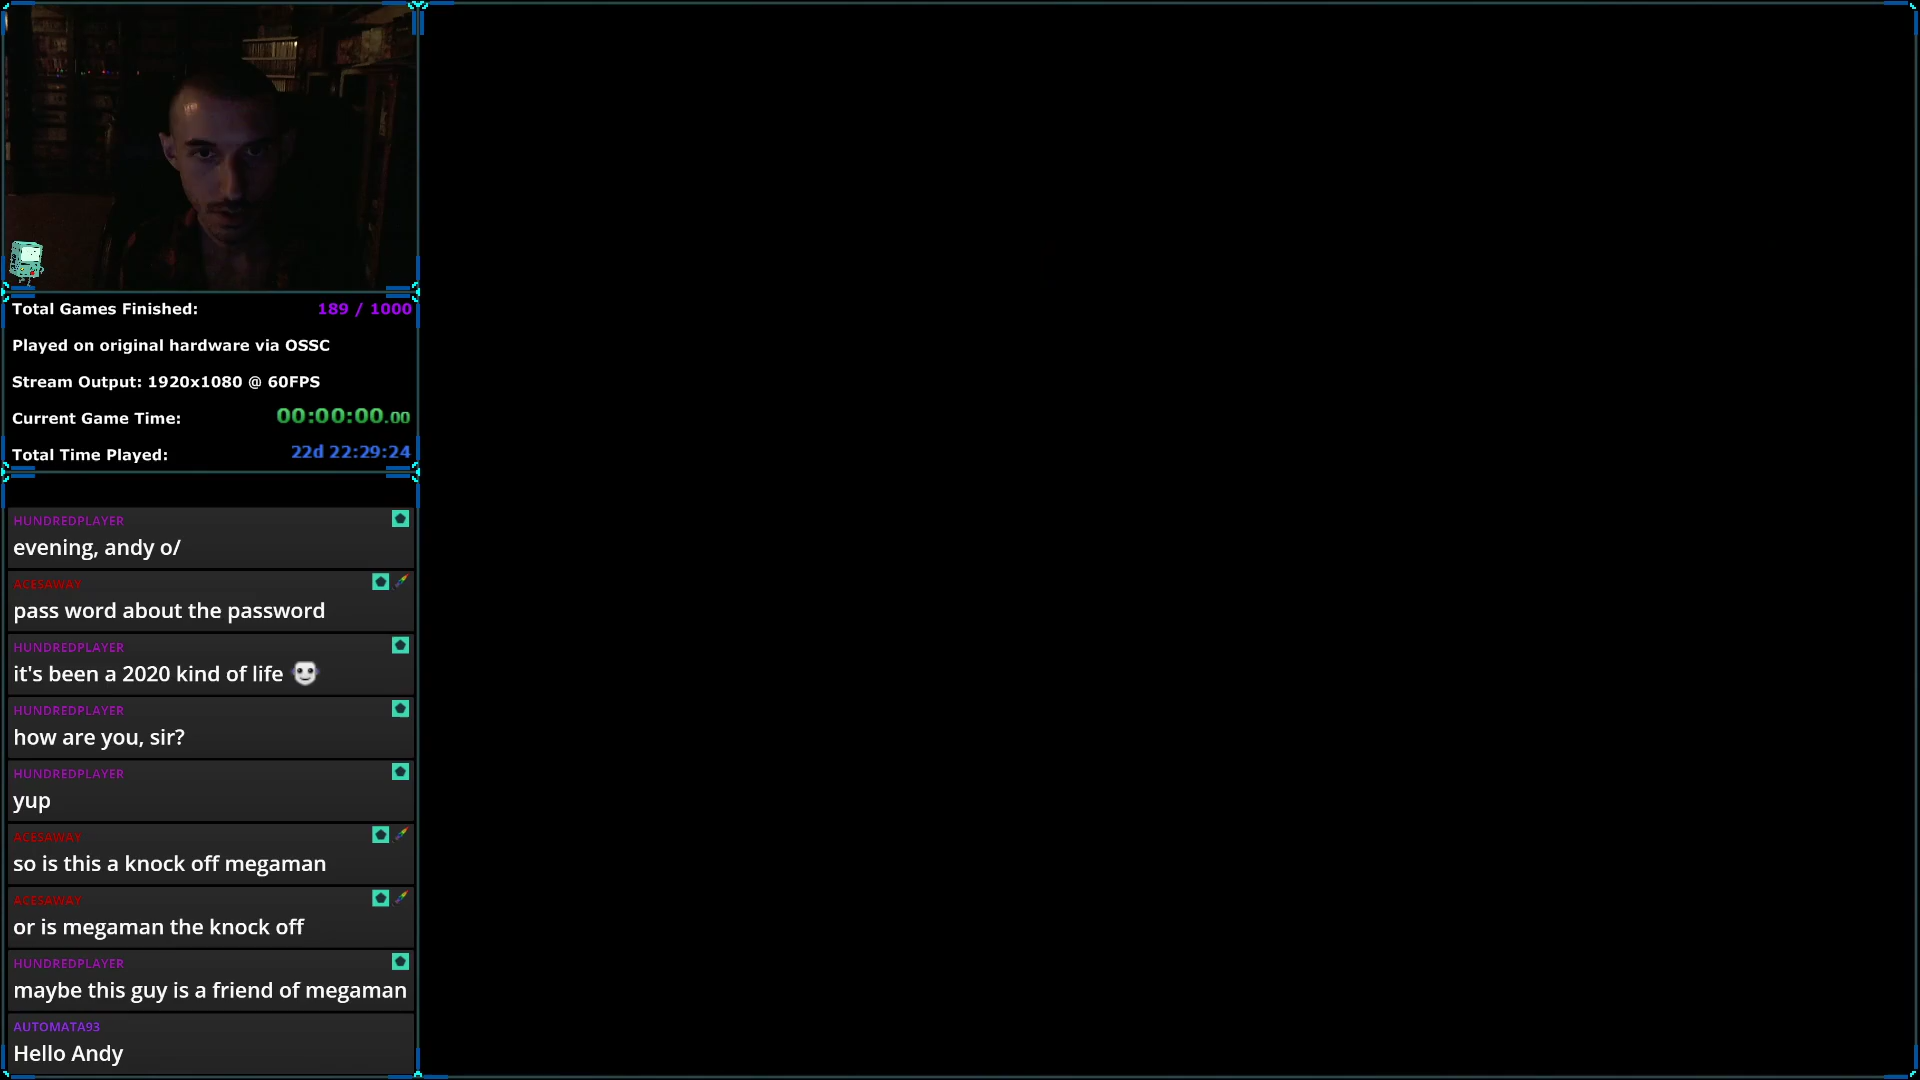 Total Games Finished: 189 / 1000
Played on original hardware via OSSC
Stream Output: 1920x1080 @ 60FPS
Current Game Time: 00:00:00.00
Total Time Played: 22d 22:29:24
HUNDREDPLAYER
evening, andy o/
ACESAWAY
pass word about the password
HUNDREDPLAYER
it's been a 2020 kind of life
HUNDREDPLAYER
how are you, sir?
HUNDREDPLAYER
yup
ACESAWAY
so is this a knock off megaman
ACESAWAY
or is megaman the knock off
HUNDREDPLAYER
maybe this guy is a friend of megaman
AUTOMATA93
Hello Andy